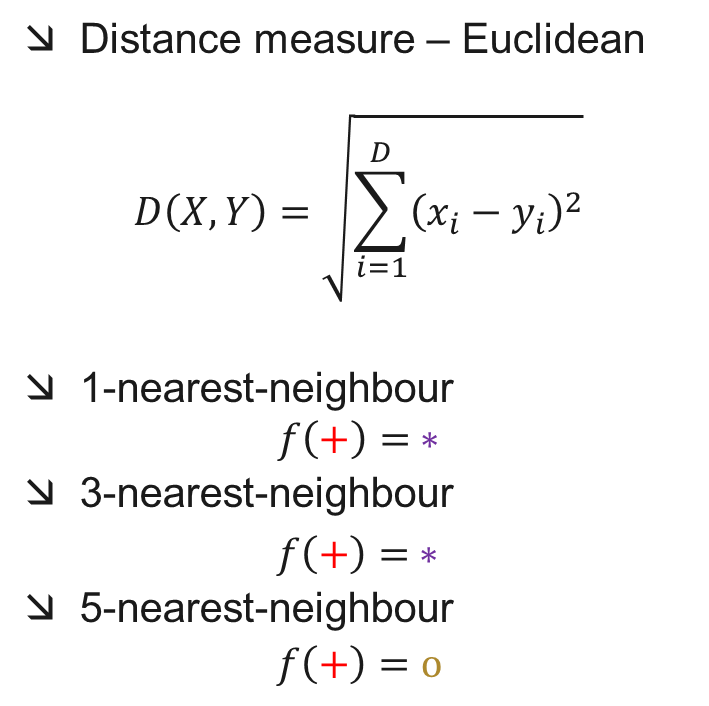 ↘ Distance measure – Euclidean
D(X, Y) = √(∑_{i=1}^{D} (x_i − y_i)²)
↘ 1-nearest-neighbour
f(+) = *
↘ 3-nearest-neighbour
f(+) = *
↘ 5-nearest-neighbour
f(+) = o